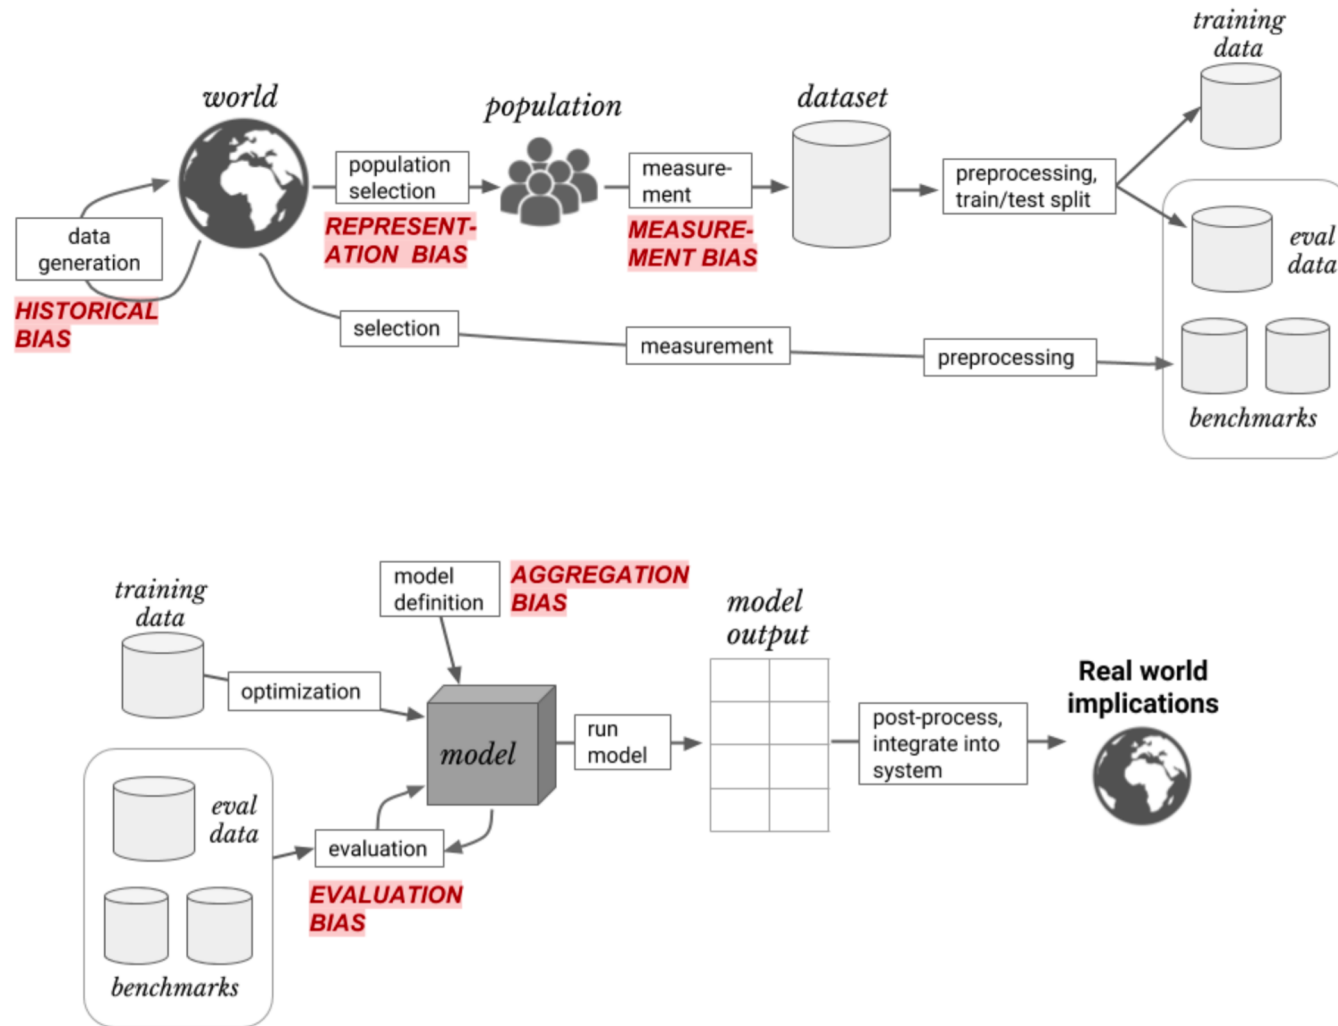 training
data
world
population
dataset
population
selection
measure-
ment
preprocessing,
train/test split
data
generation
REPRESENT-
ATION BIAS
MEASURE-
MENT BIAS
eval
data
HISTORICAL
BIAS
selection
measurement
preprocessing
benchmarks
training
data
model
definition
AGGREGATION
BIAS
model
output
optimization
model
run
model
post-process,
integrate into
system
Real world
implications
eval
data
evaluation
EVALUATION
BIAS
benchmarks